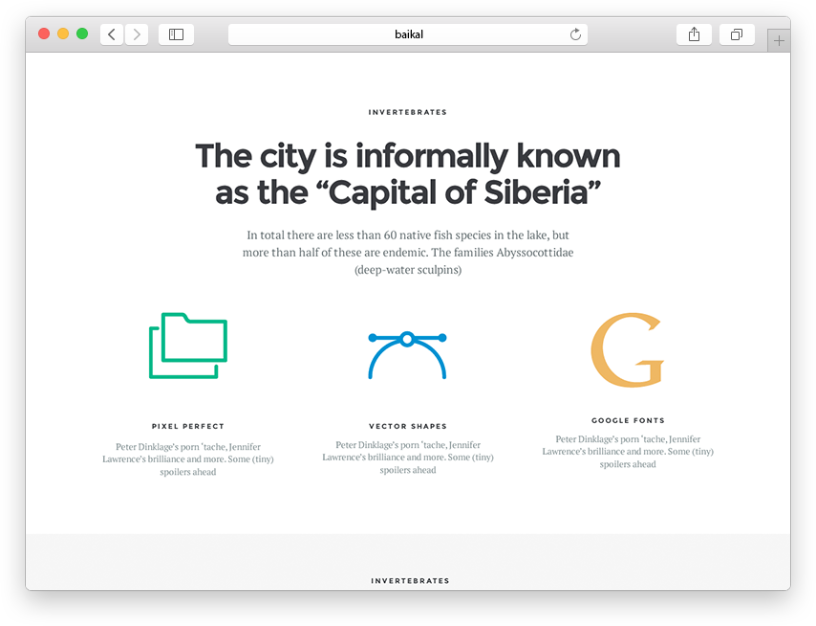 baikal
INVERTEBRATES
The city is informally known
as the “Capital of Siberia”
In total there are less than 60 native fish species in the lake, but
more than half of these are endemic. The families Abyssocottidae
(deep-water sculpins)
G
PIXEL PERFECT
Peter Dinklage's porn 'tache, Jennifer
Lawrence's brilliance and more. Some (tiny)
spoilers ahead
VECTOR SHAPES
Peter Dinklage's porn 'tache, Jennifer
Lawrence's brilliance and more. Some (tiny)
spoilers ahead
GOOGLE FONTS
Peter Dinklage's porn 'tache, Jennifer
Lawrence's brilliance and more. Some (tiny)
spoilers ahead
INVERTEBRATES